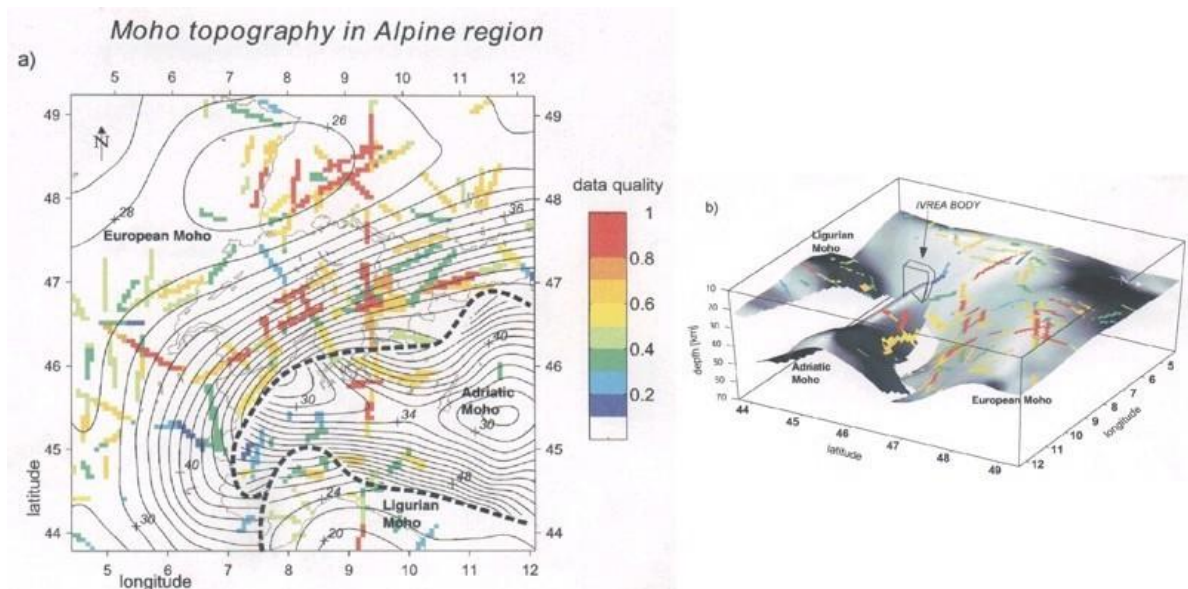 Moho topography in Alpine region
a)
5 6 7 8 9 10 11 12
49 49
26
N
48 48
28
36
European Moho
data quality
1
47 47
0.8
0.6
46 46
40
0.4
30
Adriatic
Moho
34
0.2
30
45 45
40
48
24
Ligurian
Moho
30
44 44
20
latitude
5 6 7 8 9 10 11 12
longitude
b)
IVREA BODY
Ligurian
Moho
10
30
70
depth [km]
Adriatic
Moho
European Moho
44 45 46 47 48 49
latitude
5
6
7
8
9
10
11
12
longitude